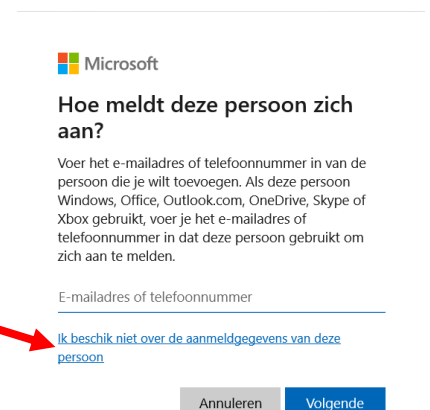 Microsoft
Hoe meldt deze persoon zich
aan?
Voer het e-mailadres of telefoonnummer in van de
persoon die je wilt toevoegen. Als deze persoon
Windows, Office, Outlook.com, OneDrive, Skype of
Xbox gebruikt, voer je het e-mailadres of
telefoonnummer in dat deze persoon gebruikt om
zich aan te melden.
E-mailadres of telefoonnummer
Ik beschik niet over de aanmeldgegevens van deze
persoon
Annuleren Volgende